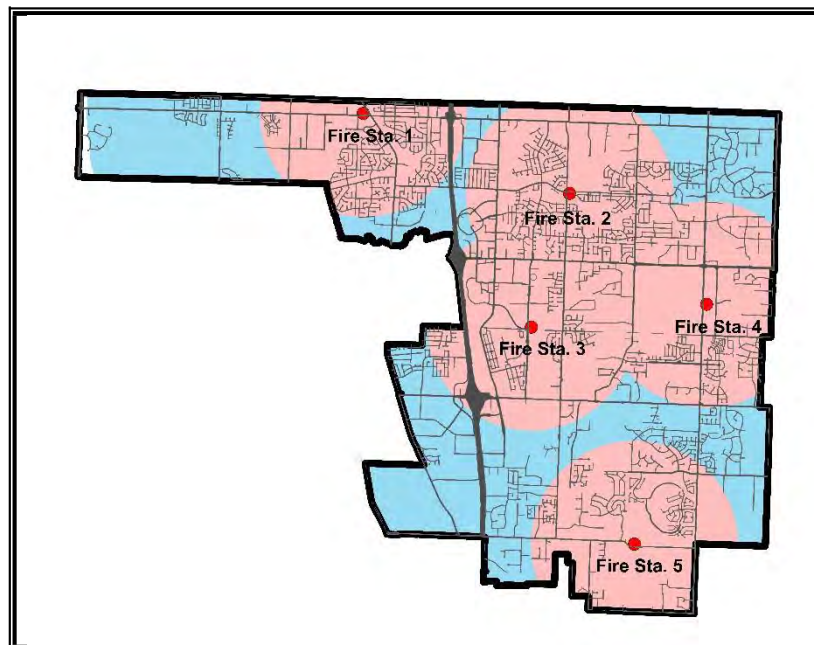 Fire Sta. 1
Fire Sta. 2
Fire Sta. 4
Fire Sta. 3
Fire Sta. 5